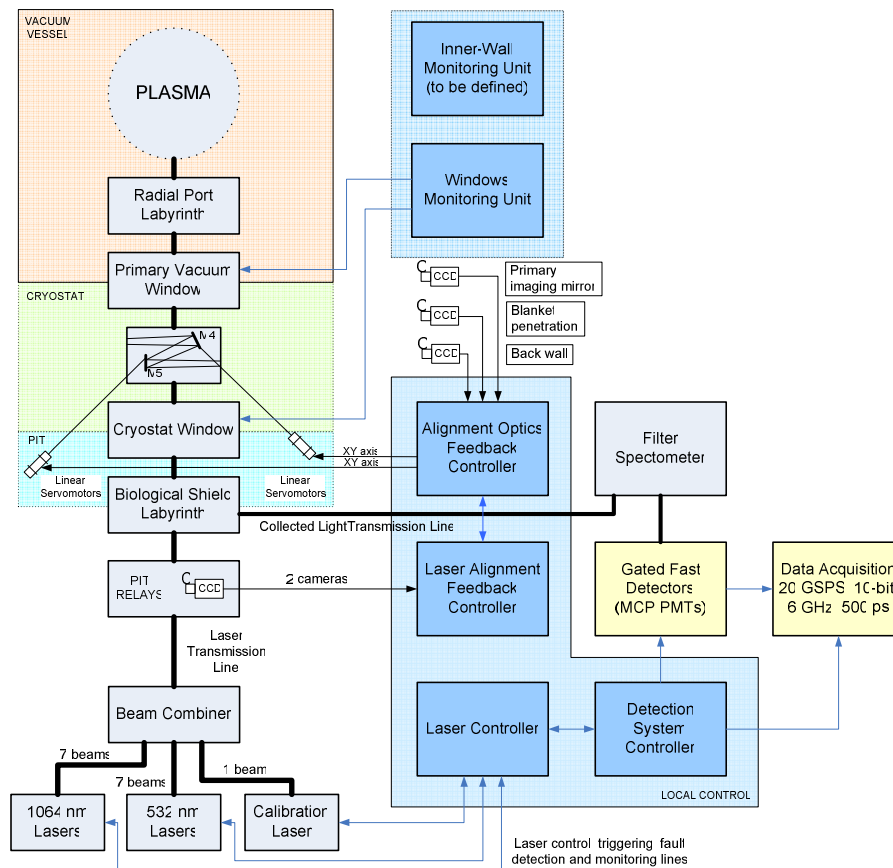 VACUUM
VESSEL
PLASMA
Radial Port
Labyrinth
Primary Vacuum
Window
CRYOSTAT
M4
M5
Cryostat Window
PIT
Linear
Servomotors
Linear
Servomotors
XY axis
XY axis
Biological Shield
Labyrinth
Collected LightTransmission Line
PIT
RELAYS
C
CCD
2 cameras
Laser
Transmission
Line
Beam Combiner
7 beams
7 beams
1 beam
1064 nm
Lasers
532 nm
Lasers
Calibration
Laser
Inner-Wall
Monitoring Unit
(to be defined)
Windows
Monitoring Unit
C
CCD
Primary
imaging mirror
C
CCD
Blanket
penetration
C
CCD
Back wall
Alignment Optics
Feedback
Controller
Filter
Spectometer
Laser Alignment
Feedback
Controller
Gated Fast
Detectors
(MCP PMTs)
Data Acquisition
20 GSPS 10-bit
6 GHz 500 ps
Laser Controller
Detection
System
Controller
LOCAL CONTROL
Laser control triggering fault
detection and monitoring lines